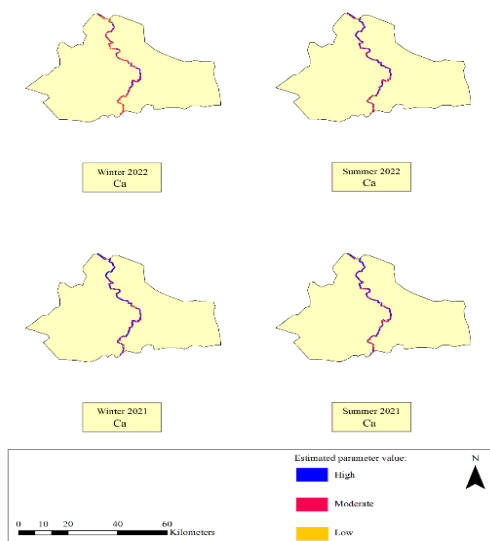 Winter 2022
Ca
Summer 2022
Ca
Winter 2021
Ca
Summer 2021
Ca
Estimated parameter value:
N
High
Moderate
Low
0 10 20 40 60
Kilometers